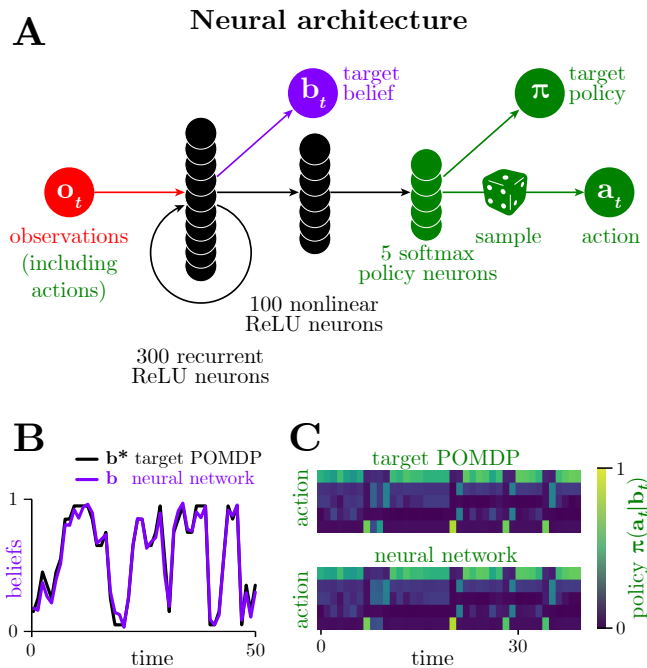 Neural architecture
A
b_t
target
belief
π
target
policy
o_t
a_t
observations
(including
actions)
5 softmax
policy neurons
sample
action
100 nonlinear
ReLU neurons
300 recurrent
ReLU neurons
B
b* target POMDP
b neural network
1
0
beliefs
0
50
time
C
target POMDP
action
neural network
action
0
30
time
1
0
policy π(a_t|b_t)